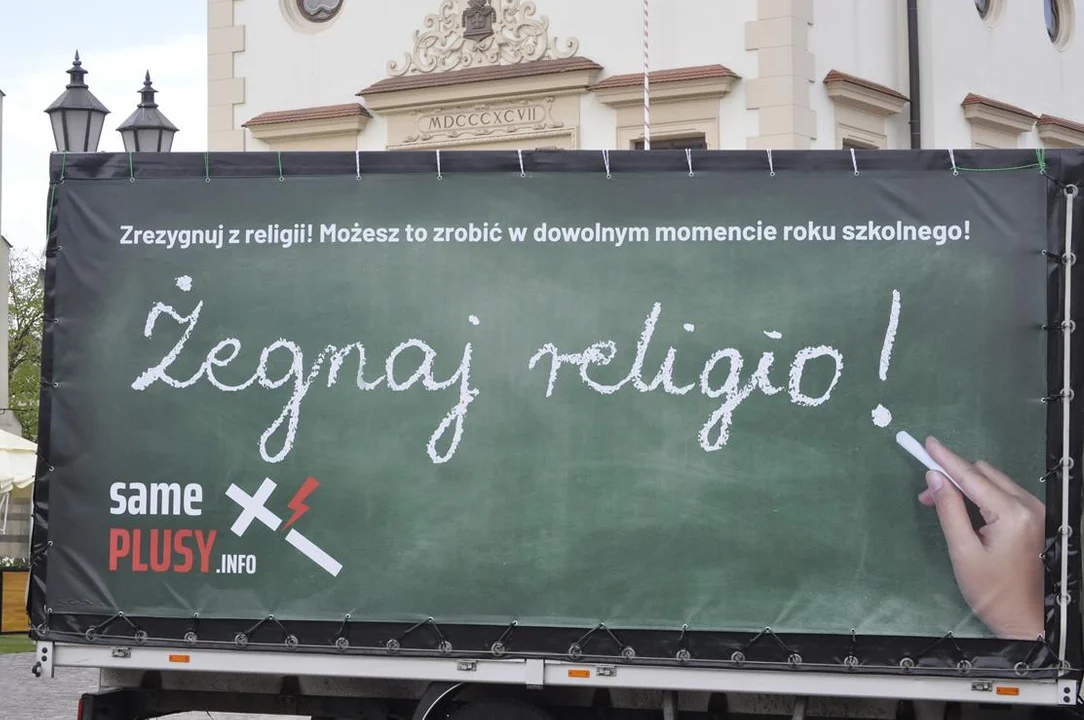 MDCCCXCVII
Zrezygnuj z religii! Możesz to zrobić w dowolnym momencie roku szkolnego!
Żegnaj religio!
same
PLUSY.INFO